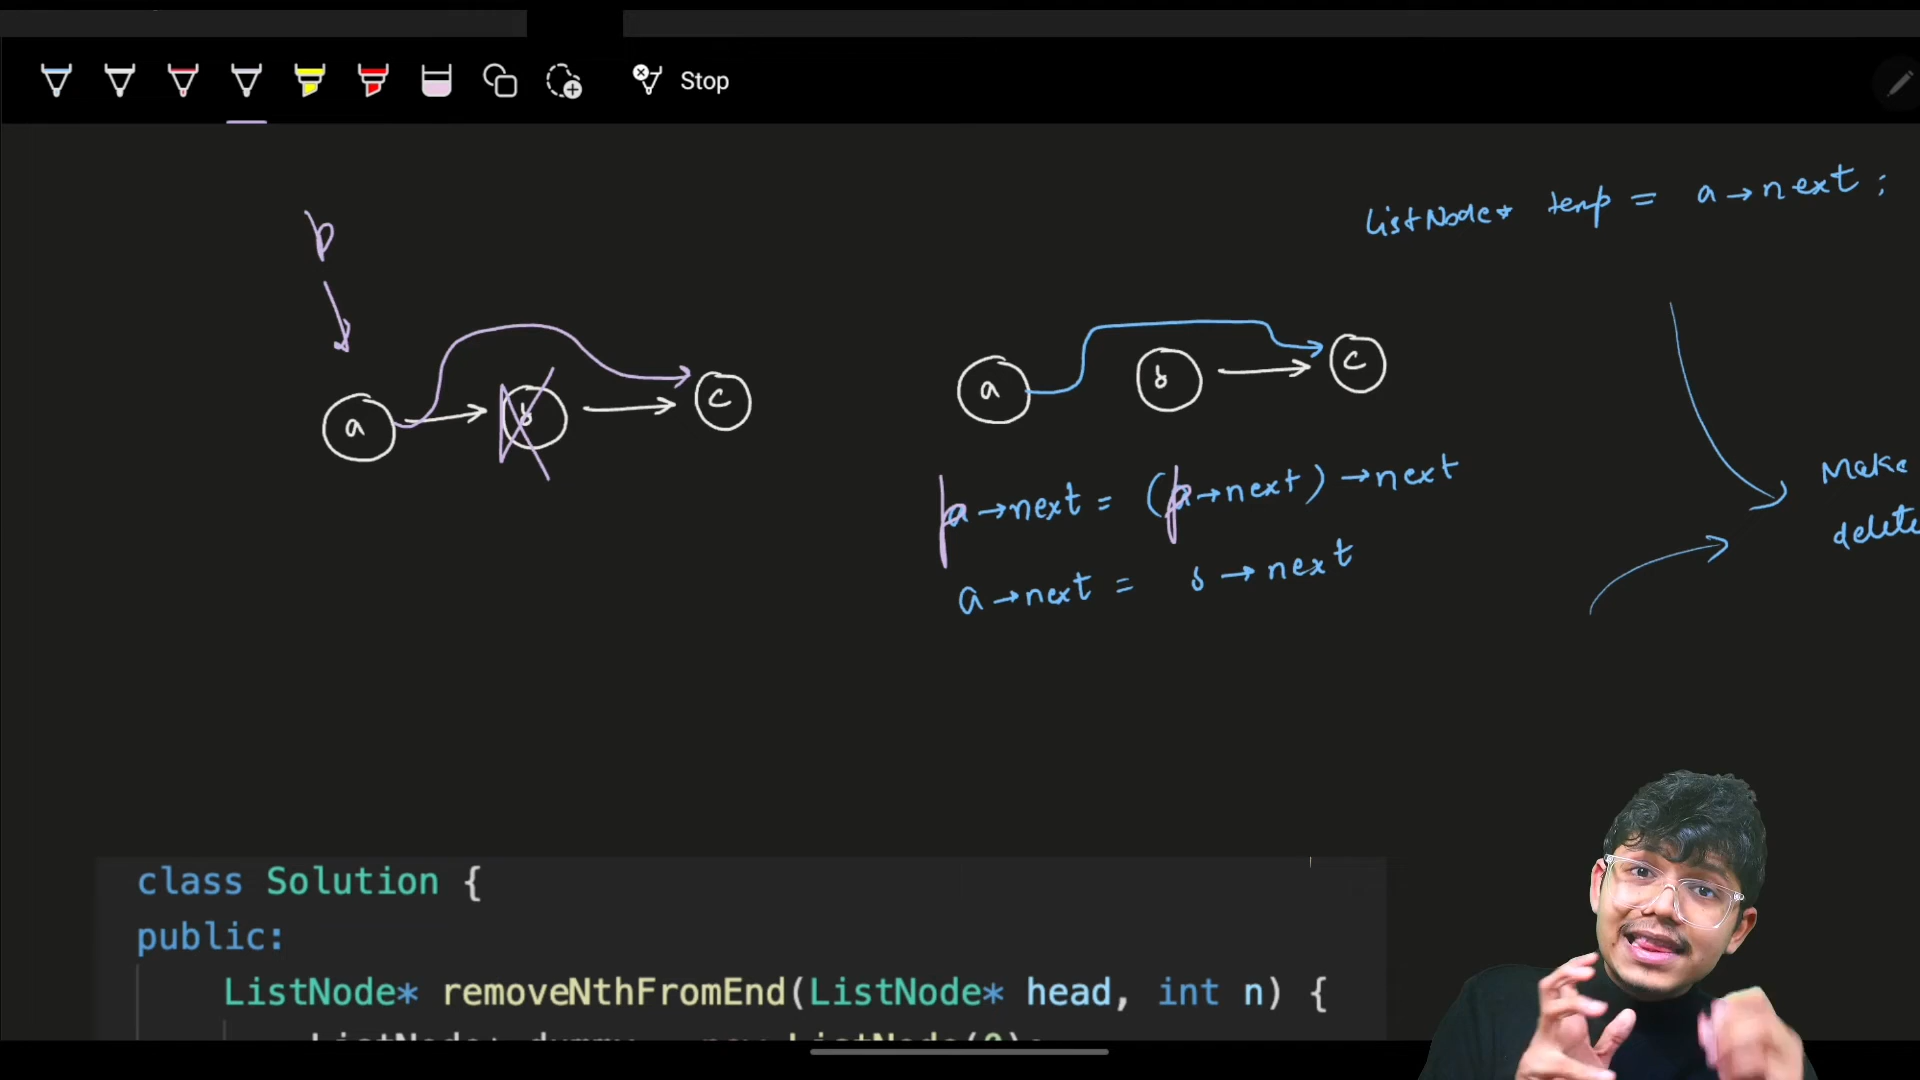 Stop
ListNode* temp = a→next;
p
a b c
a b c
p→next = (p→next)→next
a→next = b→next
Make
delete
class Solution {
public:
ListNode* removeNthFromEnd(ListNode* head, int n) {